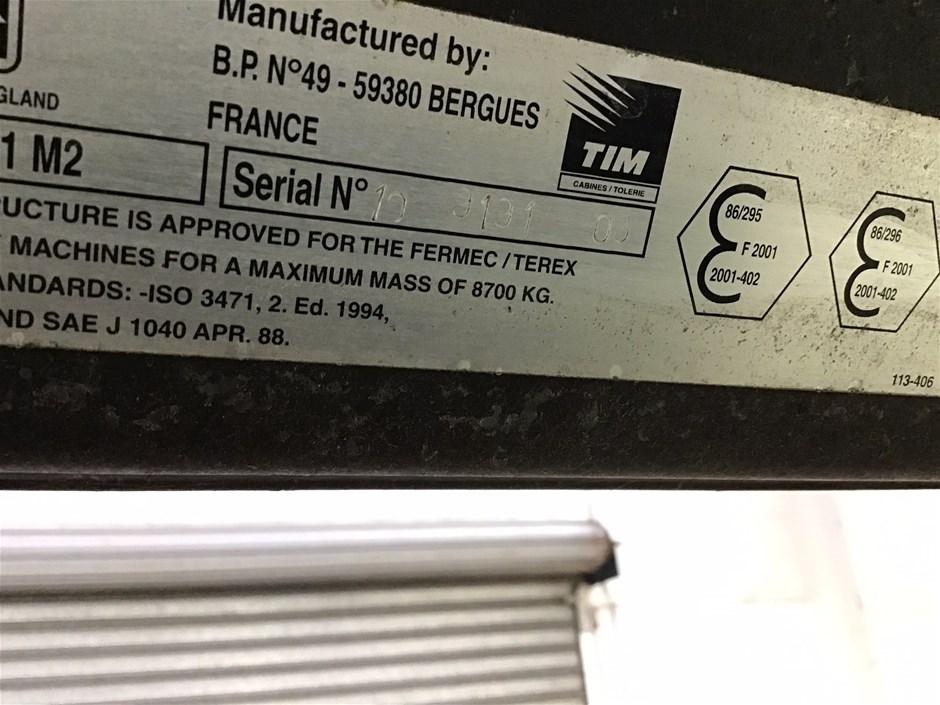 Manufactured by:
B.P. N°49 - 59380 BERGUES
FRANCE
GLAND
1 M2
Serial N°
TIM
CABINES / TOLERIE
UCTURE IS APPROVED FOR THE FERMEC / TEREX
MACHINES FOR A MAXIMUM MASS OF 8700 KG.
ANDARDS: -ISO 3471, 2. Ed. 1994,
ND SAE J 1040 APR. 88.
86/295
F 2001
2001-402
86/296
F 2001
2001-402
113-406